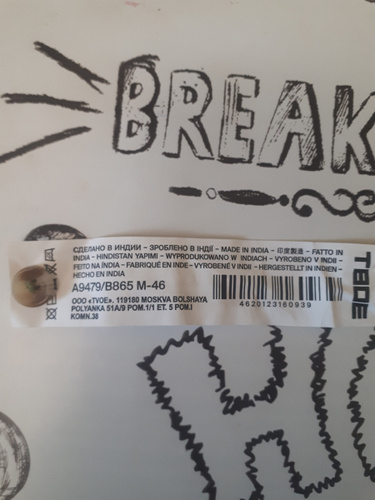 BREAK
СДЕЛАНО В ИНДИИ – ЗРОБЛЕНО В ІНДІЇ – MADE IN INDIA – 印度製造 – FATTO IN
INDIA – HINDISTAN YAPIMI – WYPRODUKOWANO W INDIACH – VYROBENO V INDII –
FEITO NA ÍNDIA – FABRIQUÉ EN INDE – VYROBENÉ V INDII – HERGESTELLT IN INDIEN –
HECHO EN INDIA
A9479/B865 M-46
ООО «TVOE». 119180 MOSKVA BOLSHAYA
POLYANKA 51A/9 POM.1/1 ET. 5 POM.I
KOMN.38
4620123160939
ТВОЕ